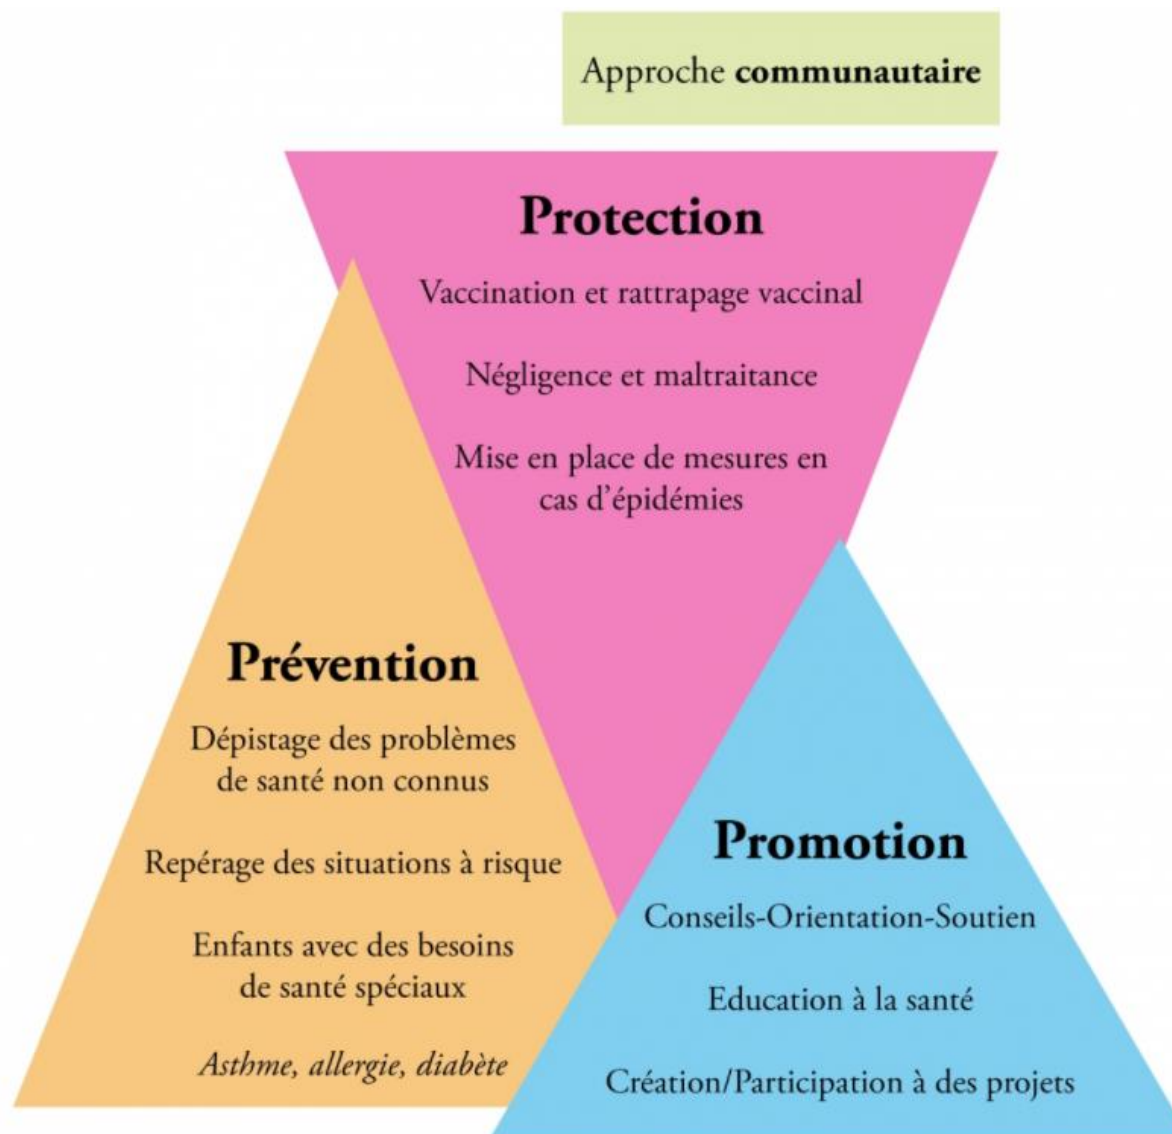 Approche communautaire
Protection
Vaccination et rattrapage vaccinal
Négligence et maltraitance
Mise en place de mesures en
cas d’épidémies
Prévention
Dépistage des problèmes
de santé non connus
Repérage des situations à risque
Enfants avec des besoins
de santé spéciaux
Asthme, allergie, diabète
Promotion
Conseils-Orientation-Soutien
Education à la santé
Création/Participation à des projets